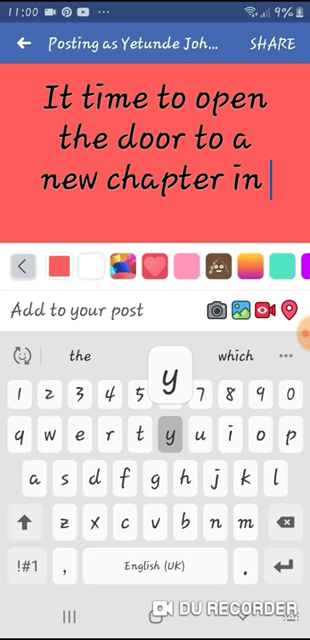 11:00 ... 9%
Posting as Yetunde Joh... SHARE
It time to open
the door to a
new chapter in
Add to your post
the which
y
1 2 3 4 5 7 8 9 0
q w e r t y u i o p
a s d f g h j k l
z x c v b n m
!#1 , English (UK) .
DU RECORDER